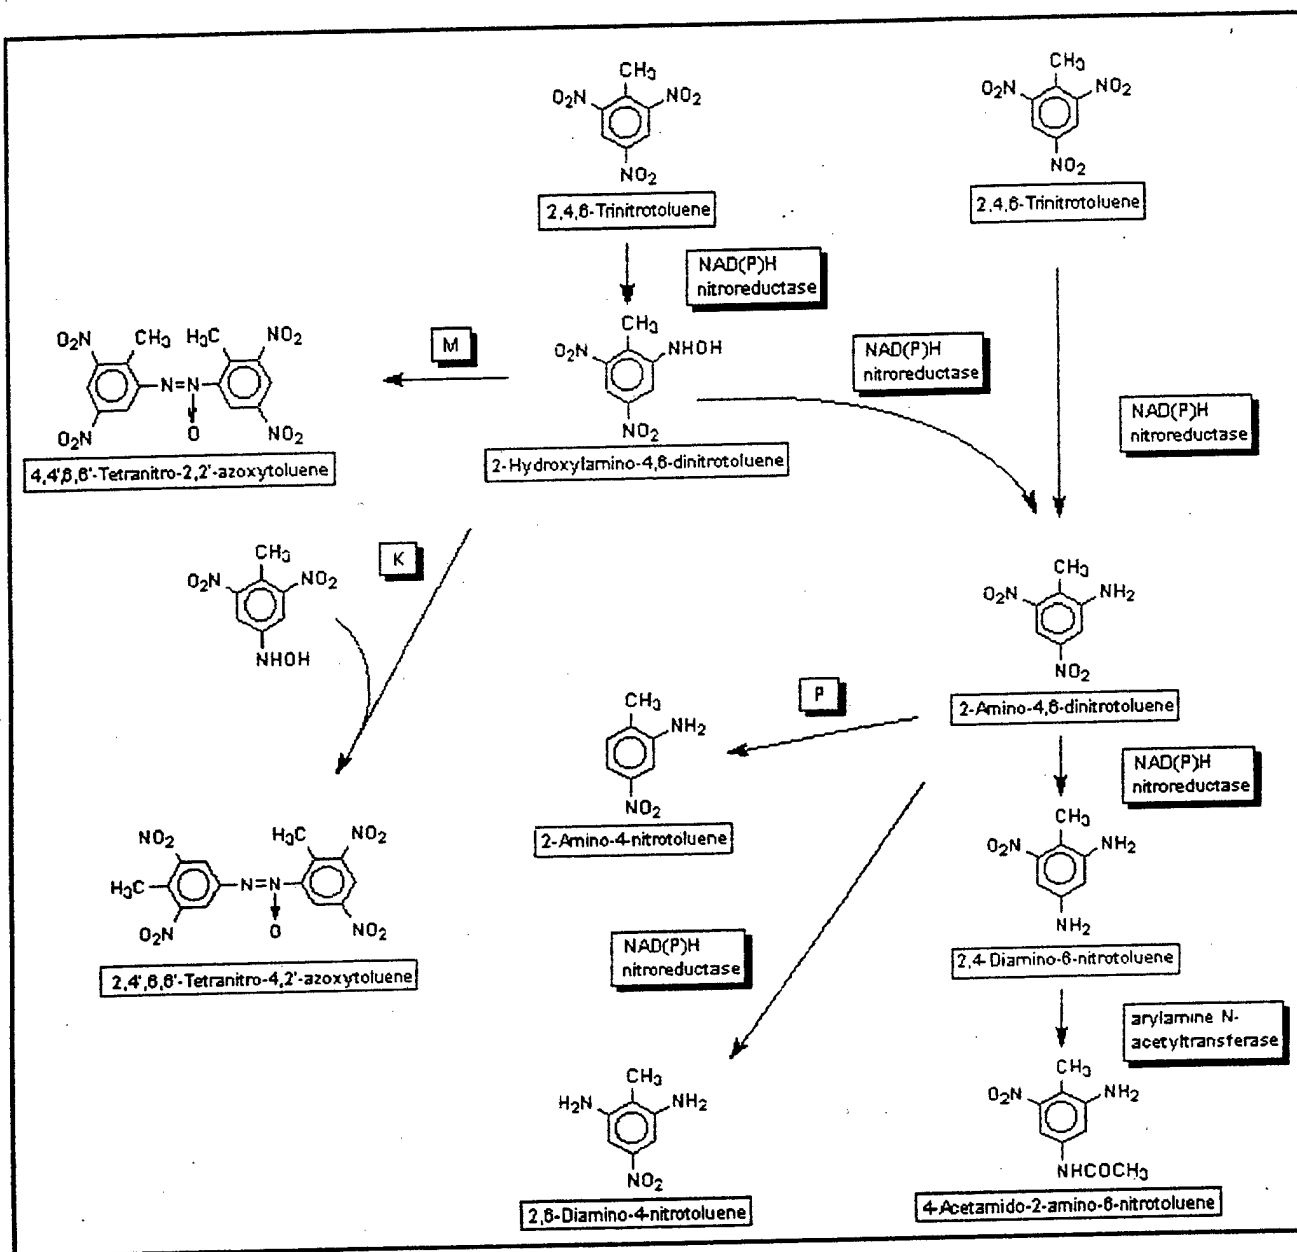 CH3
O2N
NO2
NO2
2,4,6-Trinitrotoluene
CH3
O2N
NO2
NO2
2,4,6-Trinitrotoluene
NAD(P)H
nitroreductase
CH3
O2N
NHOH
NO2
2-Hydroxylamino-4,6-dinitrotoluene
M
O2N
CH3
H3C
NO2
N=N
O2N
O
NO2
4,4',6,6'-Tetranitro-2,2'-azoxytoluene
NAD(P)H
nitroreductase
NAD(P)H
nitroreductase
K
CH3
O2N
NO2
NHOH
CH3
O2N
NH2
NO2
2-Amino-4,6-dinitrotoluene
P
CH3
NH2
NO2
2-Amino-4-nitrotoluene
NAD(P)H
nitroreductase
CH3
O2N
NH2
NH2
2,4-Diamino-6-nitrotoluene
NO2
H3C
NO2
H3C
N=N
O2N
O
NO2
2,4',6,6'-Tetranitro-4,2'-azoxytoluene
NAD(P)H
nitroreductase
arylamine N-
acetyltransferase
CH3
H2N
NH2
NO2
2,6-Diamino-4-nitrotoluene
CH3
O2N
NH2
NHCOCH3
4-Acetamido-2-amino-6-nitrotoluene